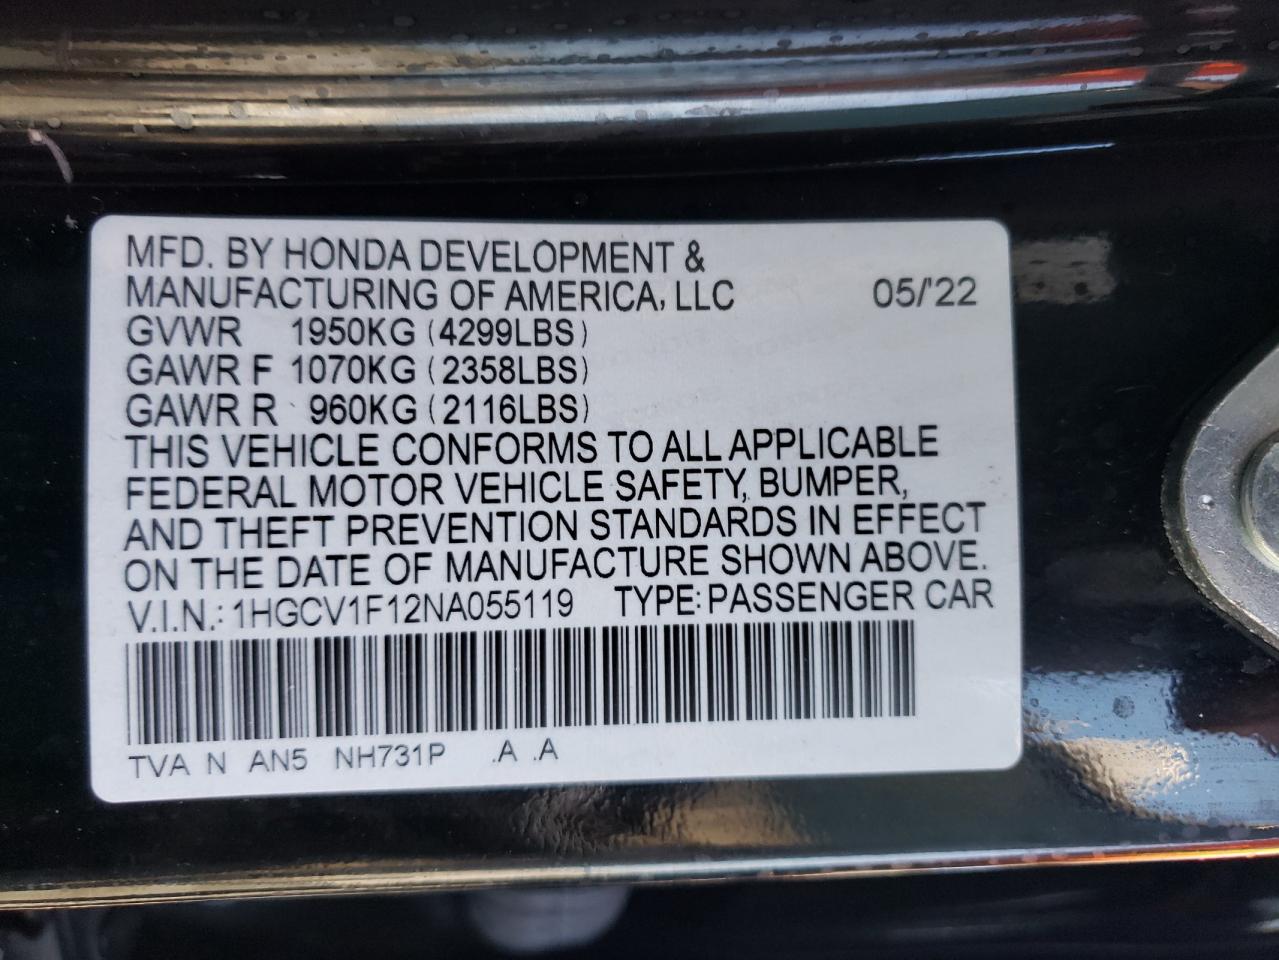 MFD. BY HONDA DEVELOPMENT &
MANUFACTURING OF AMERICA, LLC 05/'22
GVWR 1950KG (4299LBS)
GAWR F 1070KG (2358LBS)
GAWR R 960KG (2116LBS)
THIS VEHICLE CONFORMS TO ALL APPLICABLE
FEDERAL MOTOR VEHICLE SAFETY, BUMPER,
AND THEFT PREVENTION STANDARDS IN EFFECT
ON THE DATE OF MANUFACTURE SHOWN ABOVE.
V.I.N.: 1HGCV1F12NA055119 TYPE: PASSENGER CAR
TVA N AN5 NH731P .A .A